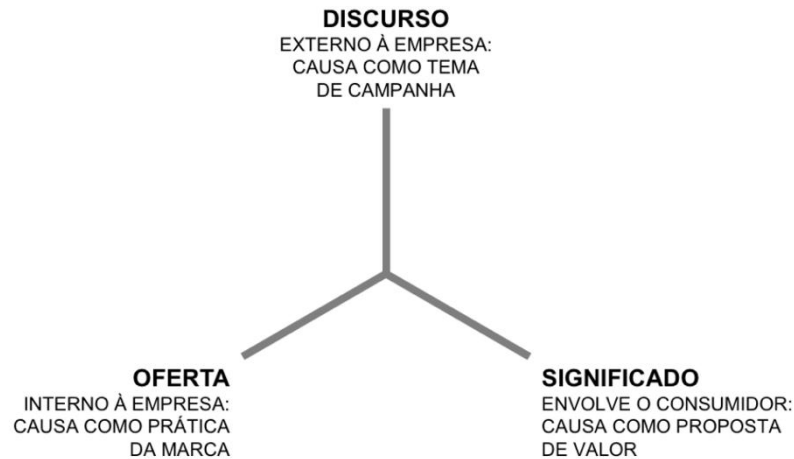 DISCURSO
EXTERNO À EMPRESA:
CAUSA COMO TEMA
DE CAMPANHA
OFERTA
INTERNO À EMPRESA:
CAUSA COMO PRÁTICA
DA MARCA
SIGNIFICADO
ENVOLVE O CONSUMIDOR:
CAUSA COMO PROPOSTA
DE VALOR